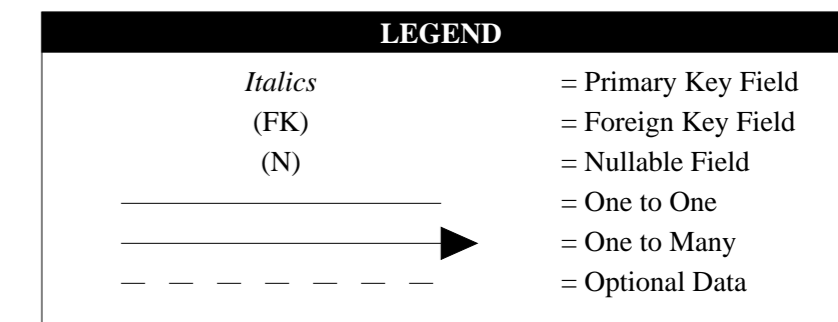 LEGEND
Italics = Primary Key Field
(FK) = Foreign Key Field
(N) = Nullable Field
= One to One
= One to Many
= Optional Data